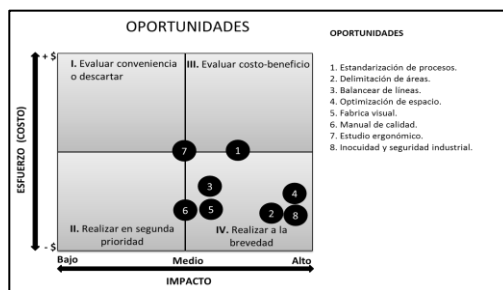 OPORTUNIDADES
+ $
I. Evaluar conveniencia
o descartar
III. Evaluar costo-beneficio
ESFUERZO (COSTO)
7
1
3
4
6
5
2
8
II. Realizar en segunda
prioridad
IV. Realizar a la
brevedad
- $
Bajo
Medio
Alto
IMPACTO
OPORTUNIDADES
1. Estandarización de procesos.
2. Delimitación de áreas.
3. Balancear de líneas.
4. Optimización de espacio.
5. Fabrica visual.
6. Manual de calidad.
7. Estudio ergonómico.
8. Inocuidad y seguridad industrial.